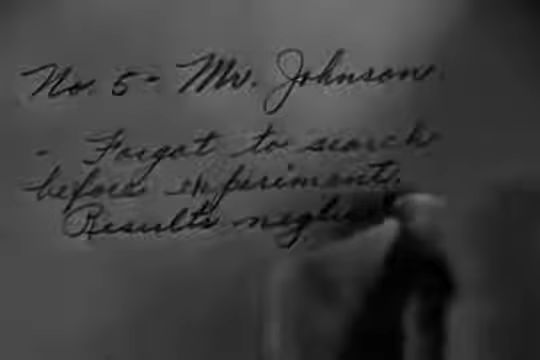 No. 5 - Mr. Johnson.
- Forgot to search
before experiment.
Results